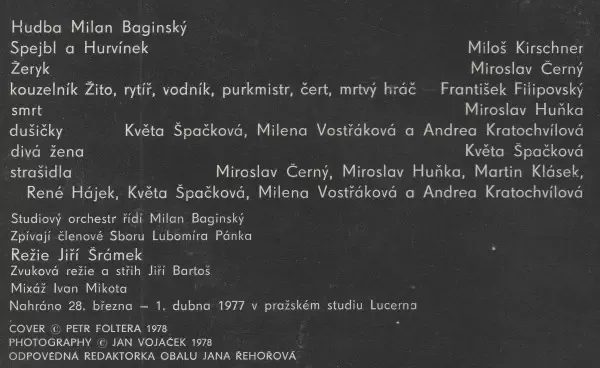 Hudba Milan Baginský
Spejbl a Hurvínek Miloš Kirschner
Žeryk Miroslav Černý
kouzelník Žito, rytíř, vodník, purkmistr, čert, mrtvý hráč František Filipovský
smrt Miroslav Huňka
dušičky Květa Špačková, Milena Vostřáková a Andrea Kratochvílová
divá žena Květa Špačková
strašidla Miroslav Černý, Miroslav Huňka, Martin Klásek,
René Hájek, Květa Špačková, Milena Vostřáková a Andrea Kratochvílová
Studiový orchestr řídí Milan Baginský
Zpívají členové Sboru Lubomíra Pánka
Režie Jiří Šrámek
Zvuková režie a střih Jiří Bartoš
Mixáž Ivan Mikota
Nahráno 28. března – 1. dubna 1977 v pražském studiu Lucerna
COVER © PETR FOLTERA 1978
PHOTOGRAPHY © JAN VOJÁČEK 1978
ODPOVĚDNÁ REDAKTORKA OBALU JANA ŘEHOŘOVÁ